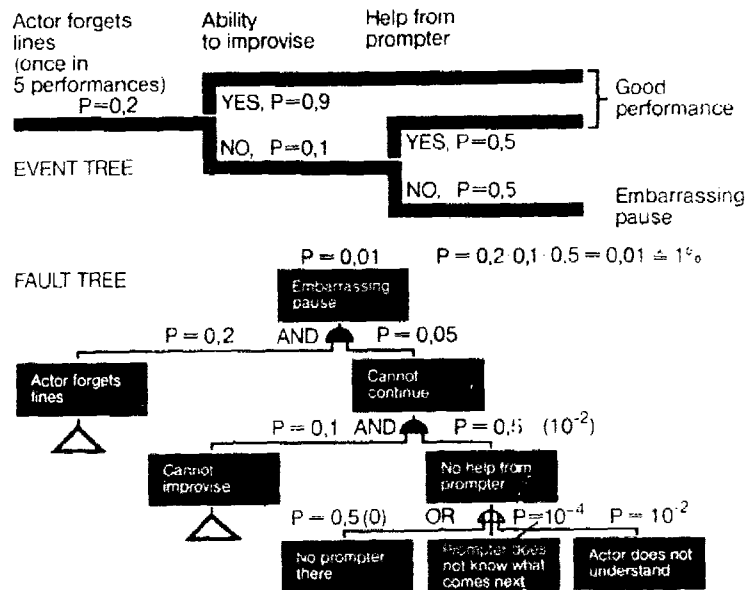 Actor forgets
lines
(once in
5 performances)
P=0,2
Ability
to improvise
Help from
prompter
YES, P=0,9
Good
performance
NO, P=0,1
YES, P=0,5
EVENT TREE
NO, P=0,5
Embarrassing
pause
P=0,01 P=0,2·0,1·0,5=0,01 ≙ 1%
FAULT TREE
Embarrassing
pause
P=0,2 AND P=0,05
Actor forgets
lines
Cannot
continue
P=0,1 AND P=0,5 (10⁻²)
Cannot
improvise
No help from
prompter
P=0,5(0) OR P=10⁻⁴ P=10⁻²
No prompter
there
Prompter does
not know what
comes next
Actor does not
understand